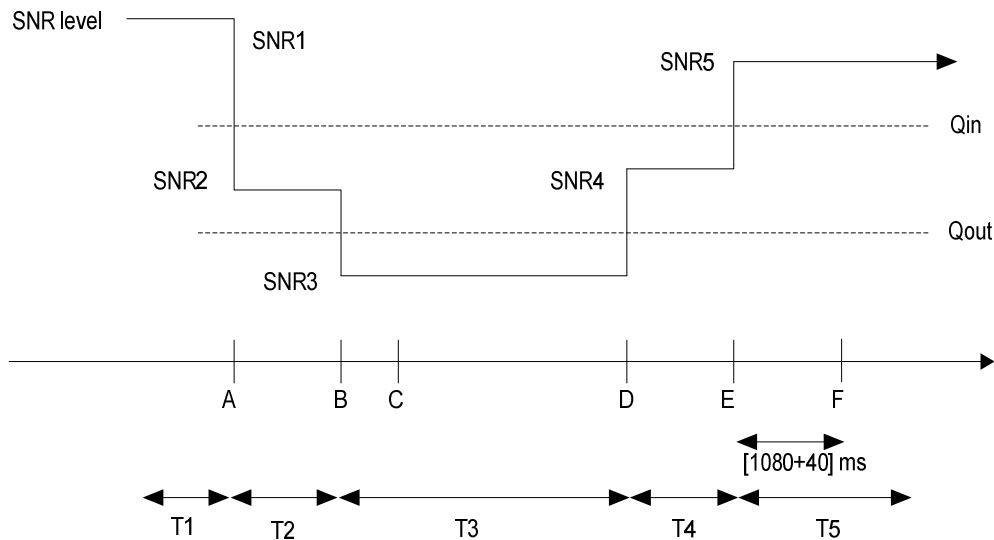 SNR level
SNR1
SNR5
Qin
SNR2
SNR4
Qout
SNR3
A B C D E F
[1080+40] ms
T1 T2 T3 T4 T5